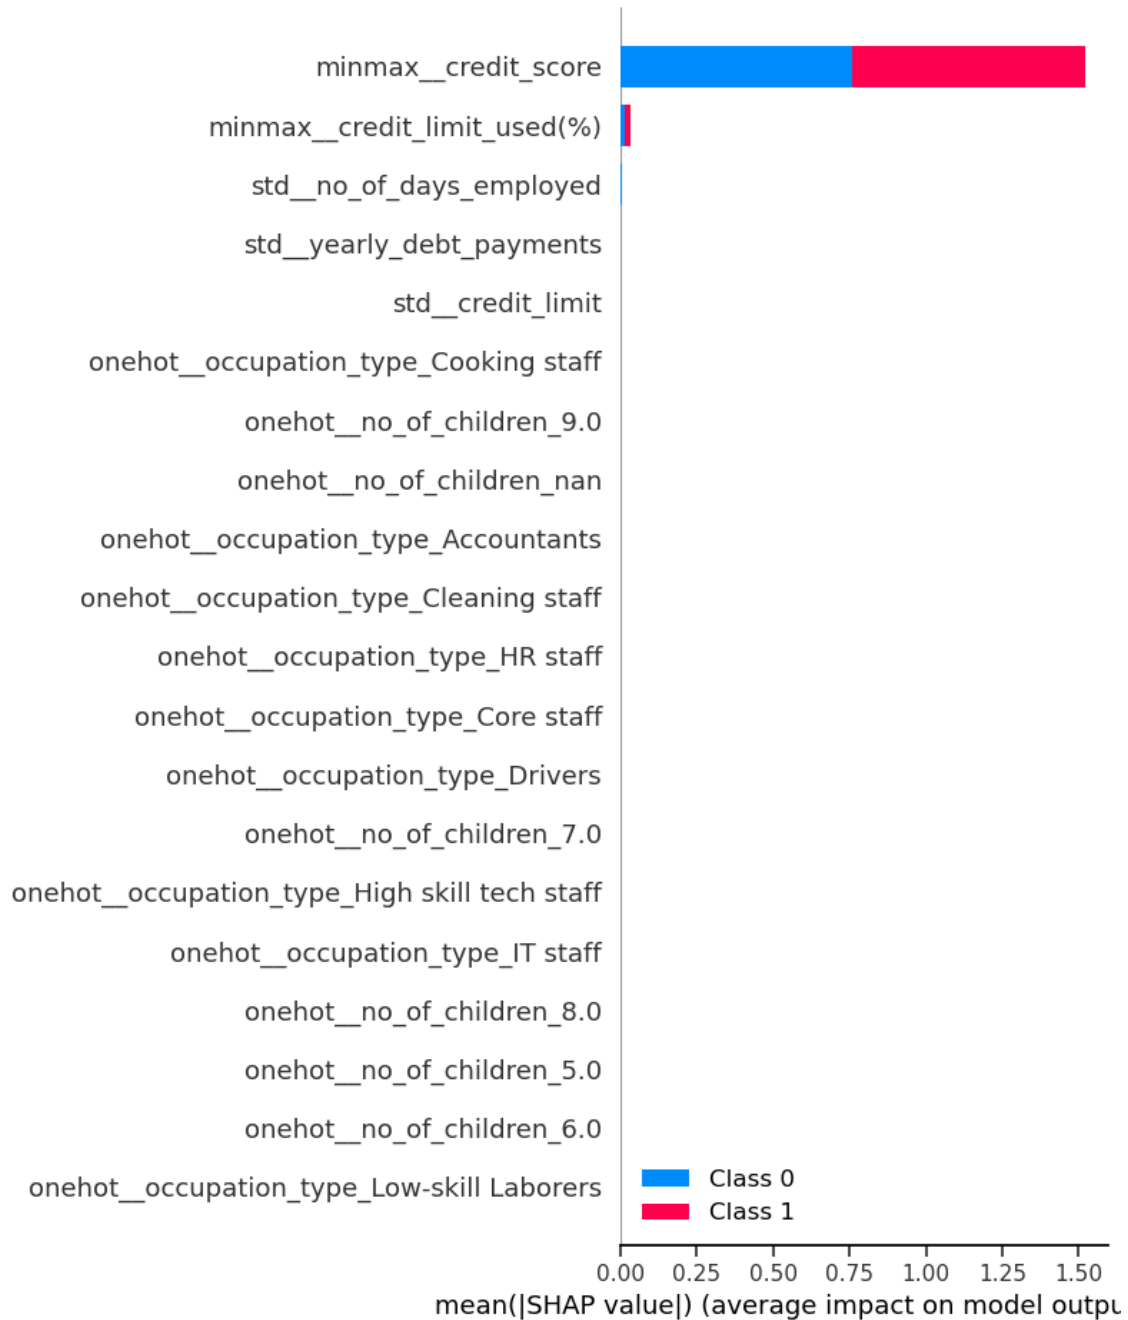 minmax__credit_score
minmax__credit_limit_used(%)
std__no_of_days_employed
std__yearly_debt_payments
std__credit_limit
onehot__occupation_type_Cooking staff
onehot__no_of_children_9.0
onehot__no_of_children_nan
onehot__occupation_type_Accountants
onehot__occupation_type_Cleaning staff
onehot__occupation_type_HR staff
onehot__occupation_type_Core staff
onehot__occupation_type_Drivers
onehot__no_of_children_7.0
onehot__occupation_type_High skill tech staff
onehot__occupation_type_IT staff
onehot__no_of_children_8.0
onehot__no_of_children_5.0
onehot__no_of_children_6.0
onehot__occupation_type_Low-skill Laborers
Class 0
Class 1
0.00 0.25 0.50 0.75 1.00 1.25 1.50
mean(|SHAP value|) (average impact on model outpu